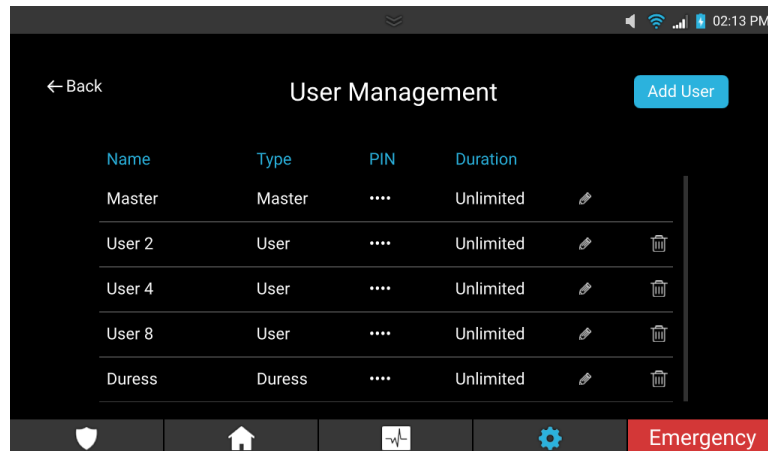 02:13 PM
Back
User Management
Add User
Name Type PIN Duration
Master Master •••• Unlimited
User 2 User •••• Unlimited
User 4 User •••• Unlimited
User 8 User •••• Unlimited
Duress Duress •••• Unlimited
Emergency